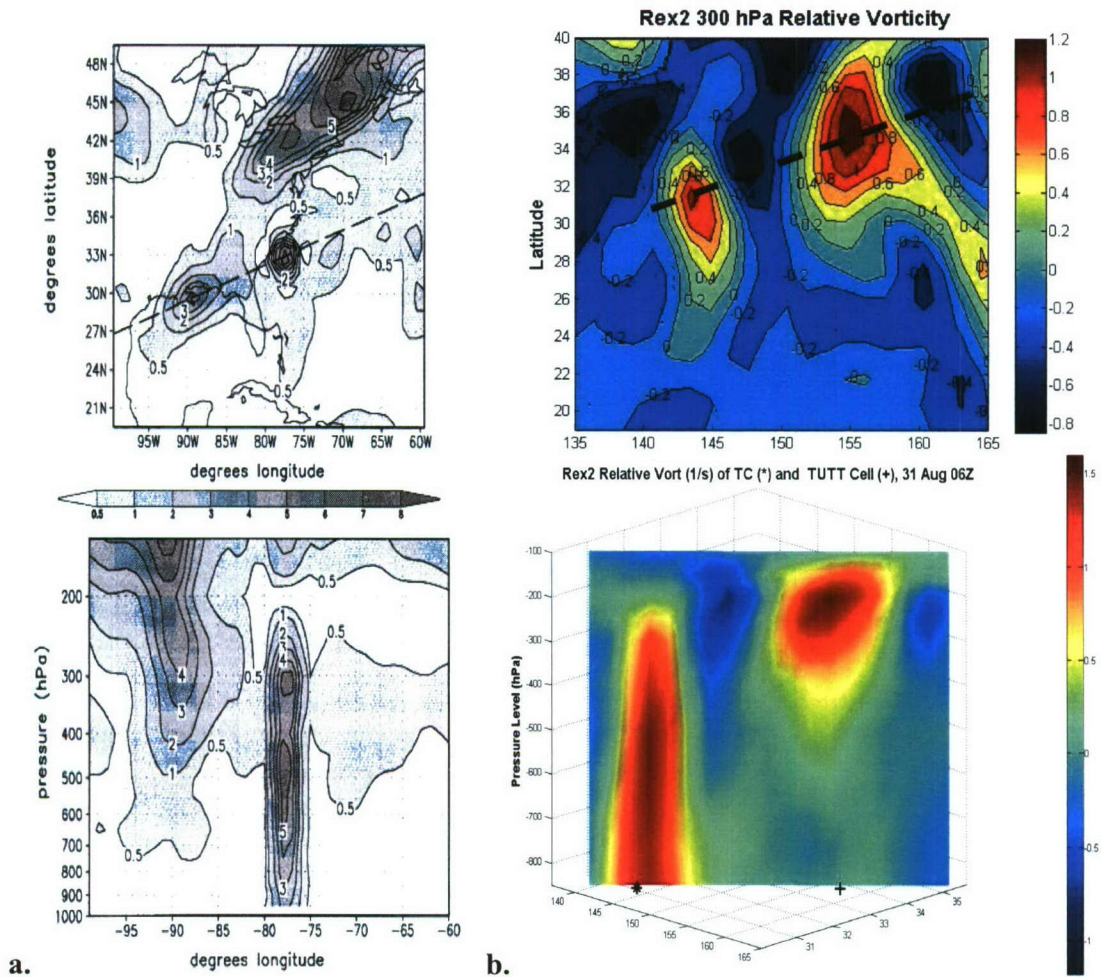 Rex2 300 hPa Relative Vorticity
48N
45N
42N
39N
36N
33N
30N
27N
24N
21N
degrees latitude
95W 90W 85W 80W 75W 70W 65W 60W
degrees longitude
0.5 1 2 3 4 5 6 7 8
40
38
36
34
32
30
28
26
24
22
20
Latitude
135 140 145 150 155 160 165
1.2
1
0.8
0.6
0.4
0.2
0
-0.2
-0.4
-0.6
-0.8
200
300
400
500
600
700
800
900
1000
pressure (hPa)
-95 -90 -85 -80 -75 -70 -65 -60
degrees longitude
Rex2 Relative Vort (1/s) of TC (*) and TUTT Cell (+), 31 Aug 06Z
-100
-200
-300
-400
-500
-600
-700
-800
Pressure Level (hPa)
140 145 150 155 160 165
31 32 33 34 35
1.5
1
0.5
0
-0.5
-1
a.
b.